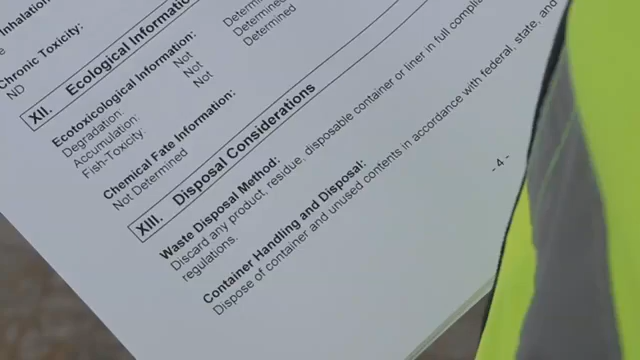 Inhalation:
Determined
Determined
Determined
Chronic Toxicity:
ND
XII. Ecological Information
Ecotoxicological Information:
Degradation: Not
Accumulation: Not
Fish-Toxicity: Not
Chemical Fate Information:
Not Determined
XIII. Disposal Considerations
Waste Disposal Method:
Discard any product, residue, disposable container or liner in full
regulations.
Container Handling and Disposal:
Dispose of container and unused contents in accordance with federal, state, and
-4-